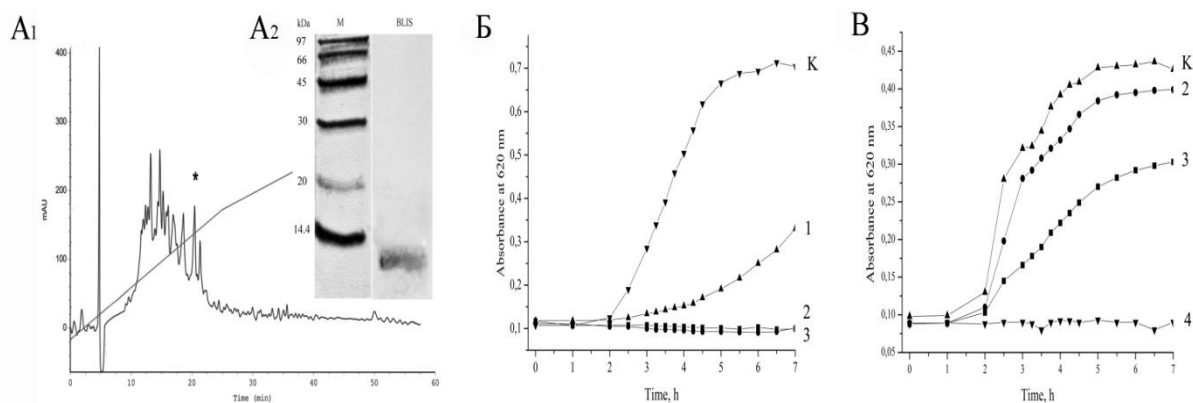 A1
400
300
200
100
0
mAU
*
0 10 20 30 40 50 60
Time (min)
A2
kDa M BLIS
97
66
45
30
20
14.4
Б
0,7
0,6
0,5
0,4
0,3
0,2
0,1
Absorbance at 620 nm
K
1
2
3
0 1 2 3 4 5 6 7
Time, h
В
0,50
0,45
0,40
0,35
0,30
0,25
0,20
0,15
0,10
0,05
Absorbance at 620 nm
K
2
3
4
0 1 2 3 4 5 6 7
Time, h